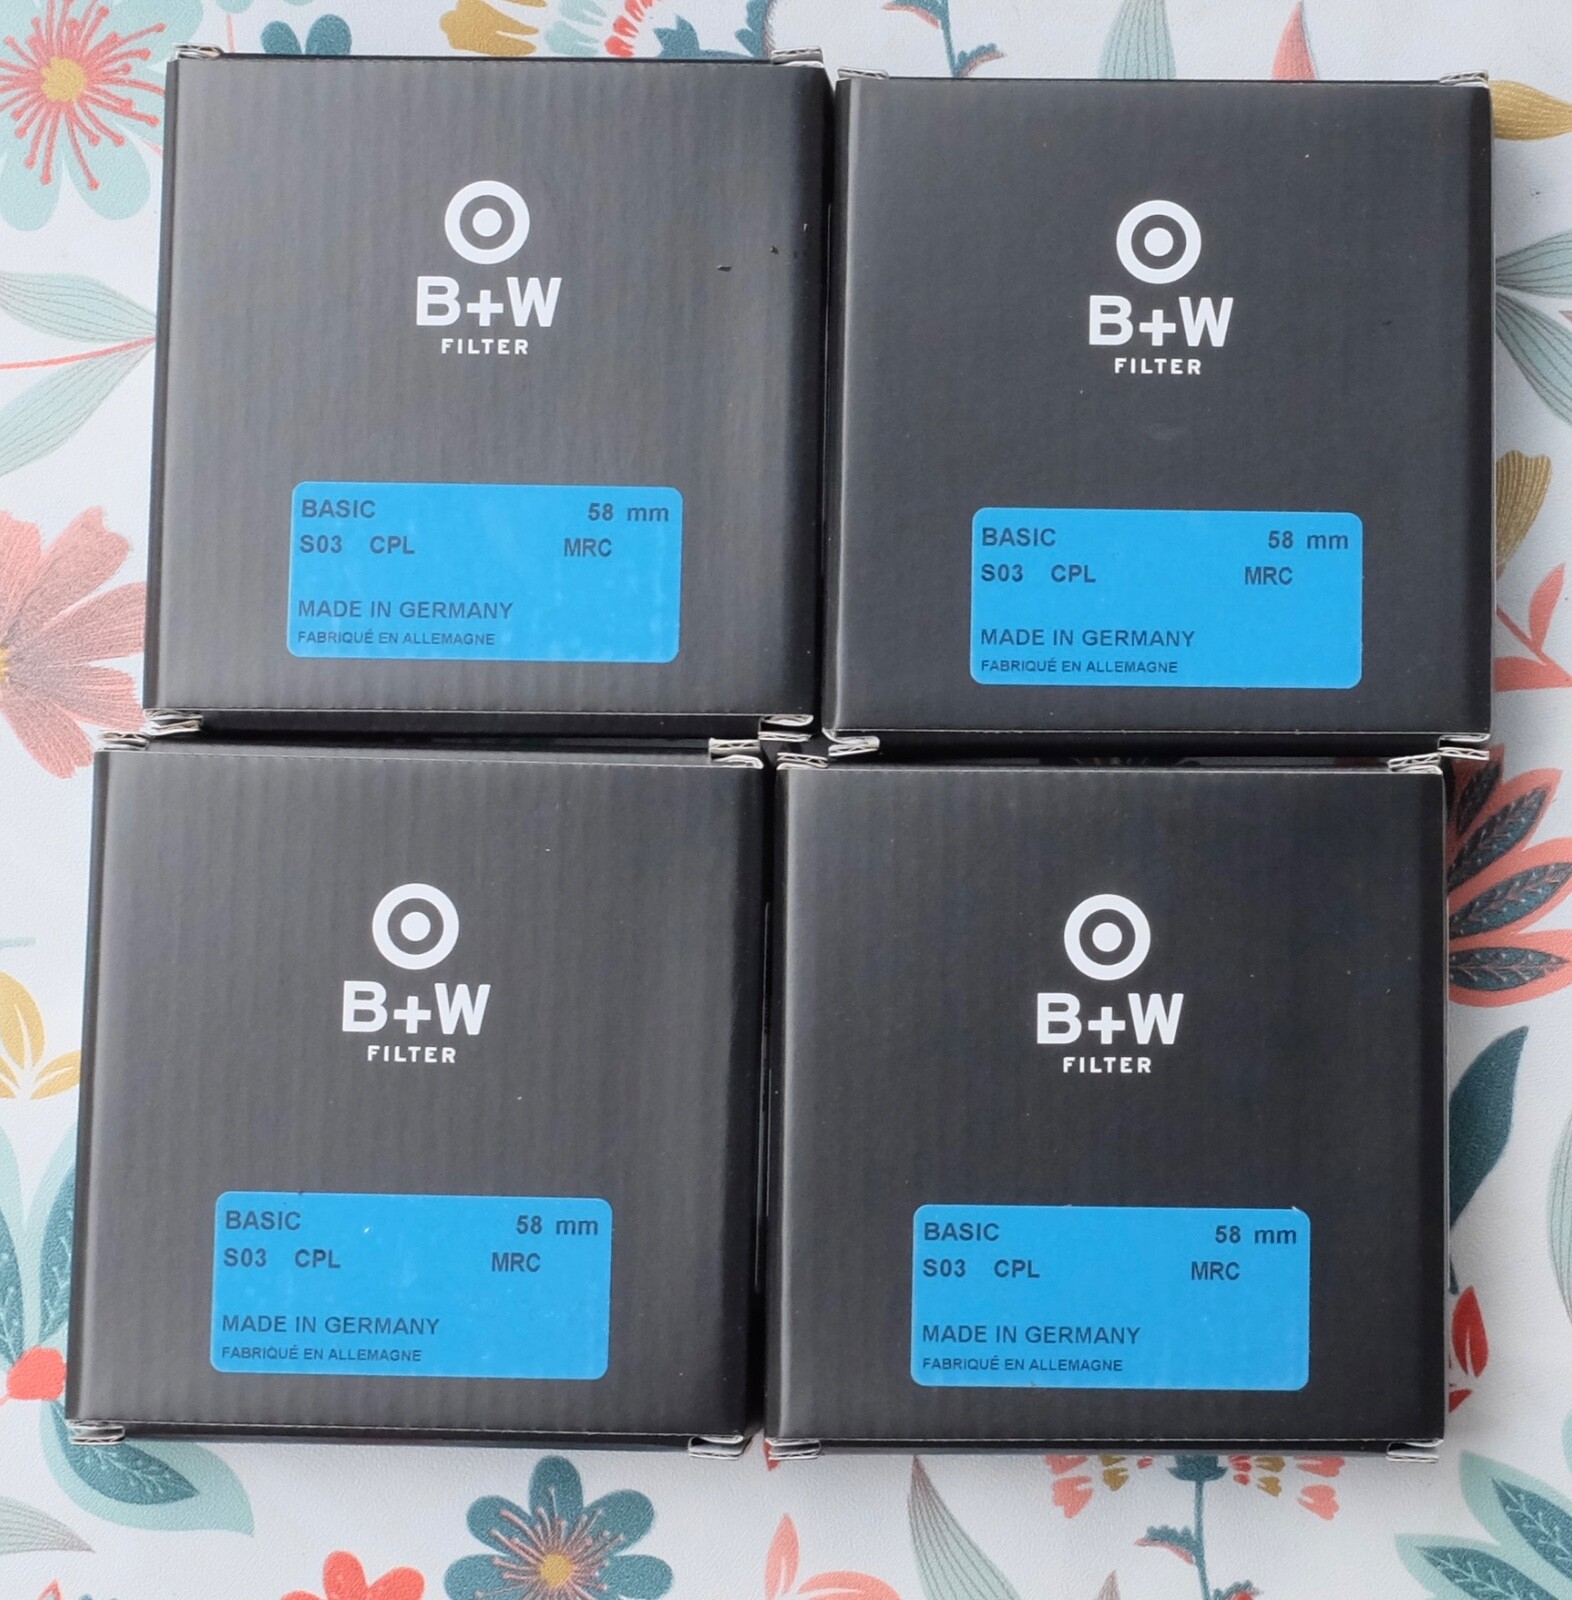 B+W
FILTER
BASIC 58 mm
S03 CPL MRC
MADE IN GERMANY
FABRIQUÉ EN ALLEMAGNE
B+W
FILTER
BASIC 58 mm
S03 CPL MRC
MADE IN GERMANY
FABRIQUÉ EN ALLEMAGNE
B+W
FILTER
BASIC 58 mm
S03 CPL MRC
MADE IN GERMANY
FABRIQUÉ EN ALLEMAGNE
B+W
FILTER
BASIC 58 mm
S03 CPL MRC
MADE IN GERMANY
FABRIQUÉ EN ALLEMAGNE